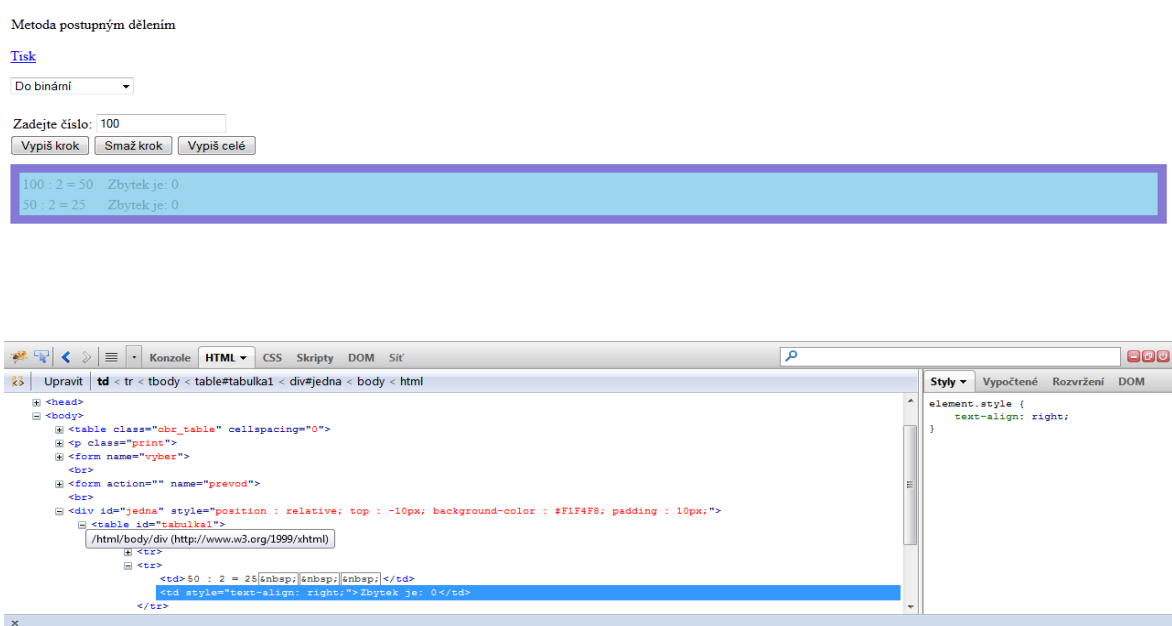 Metoda postupným dělením
Tisk
Do binární
Zadejte číslo: 100
Vypiš krok Smaž krok Vypiš celé
100 : 2 = 50 Zbytek je: 0
50 : 2 = 25 Zbytek je: 0
Konzole HTML CSS Skripty DOM Síť
Upravit td < tr < tbody < table#tabulka1 < div#jedna < body < html
Styly Vypočtené Rozvržení DOM
<head>
<body>
<table class="obr_table" cellspacing="0">
<p class="print">
<form name="vyber">
<br>
<form action="" name="prevod">
<br>
<div id="jedna" style="position : relative; top : -10px; background-color : #F1F4F8; padding : 10px;">
<table id="tabulka1">
/html/body/div (http://www.w3.org/1999/xhtml)
<tr>
<tr>
<td>50 : 2 = 25&nbsp;&nbsp;&nbsp;</td>
<td style="text-align: right;">Zbytek je: 0</td>
</tr>
element.style {
text-align: right;
}